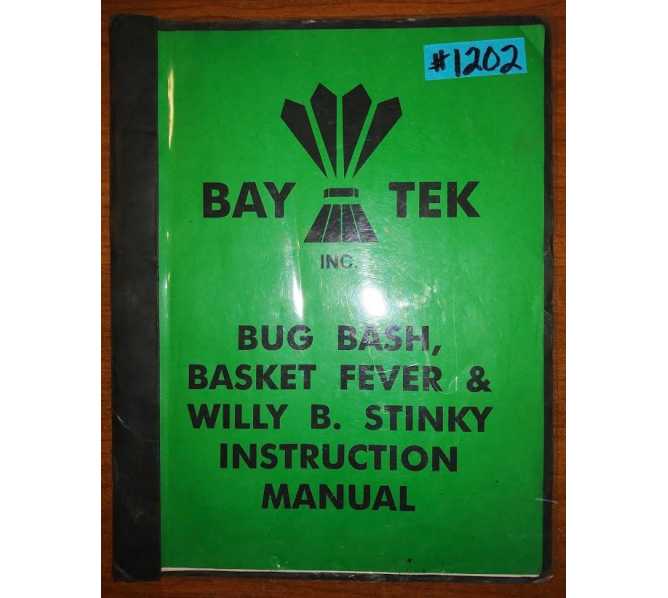 #1202
BAY TEK
INC.
BUG BASH,
BASKET FEVER &
WILLY B. STINKY
INSTRUCTION
MANUAL